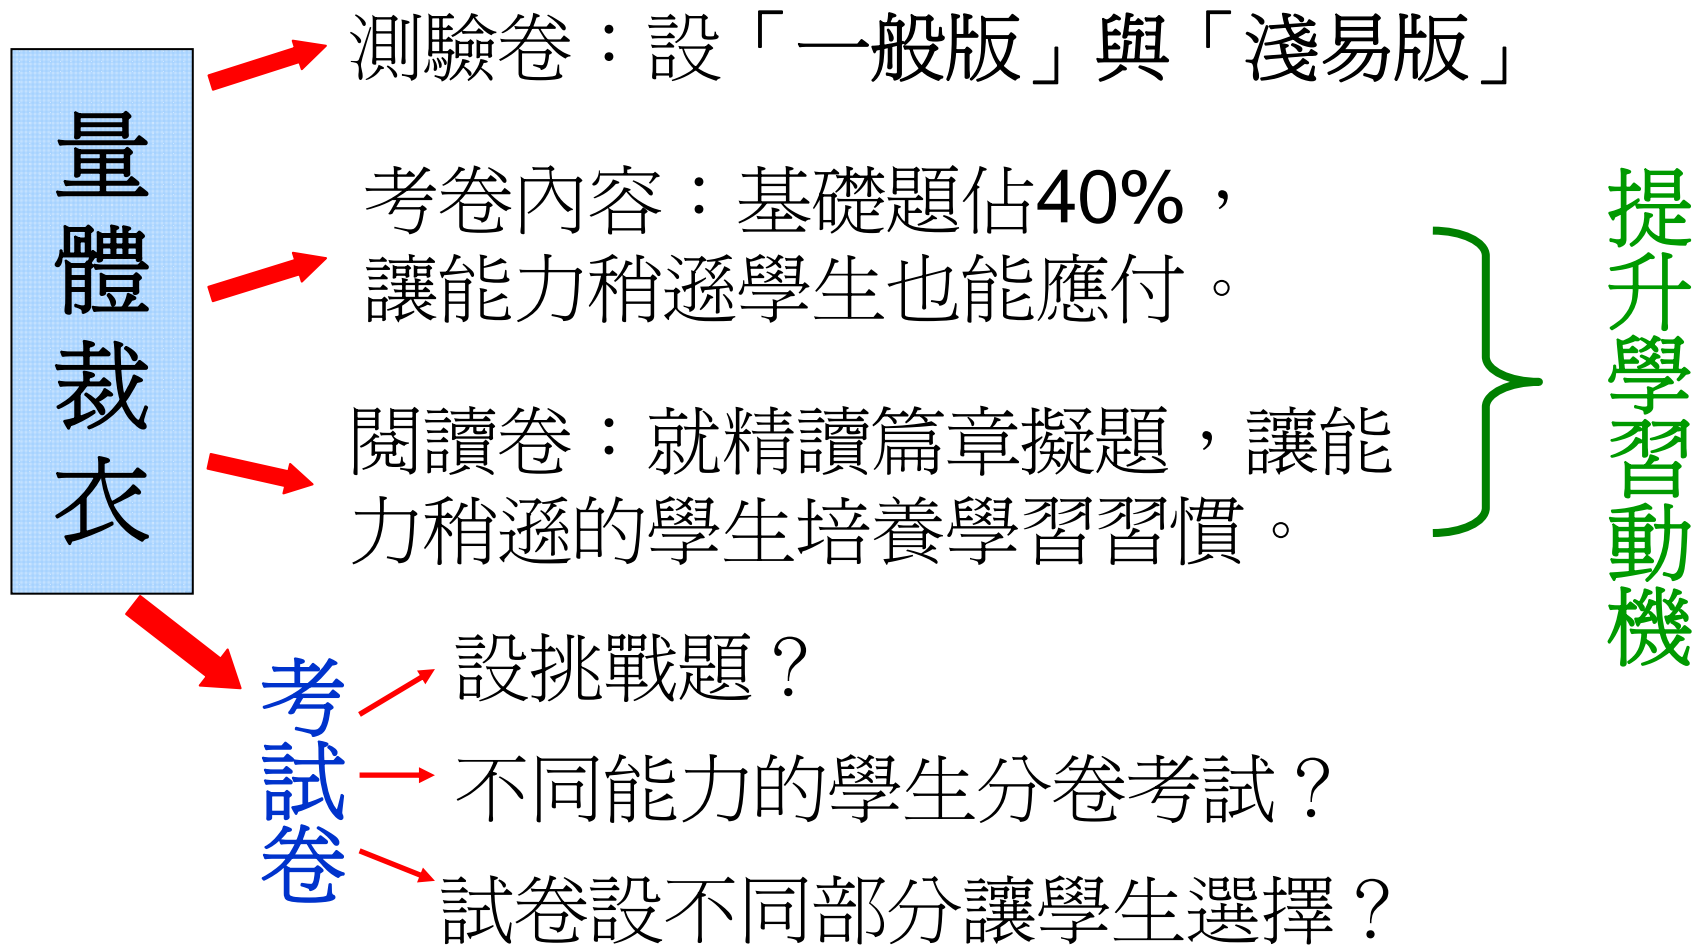 量體裁衣
測驗卷：設「一般版」與「淺易版」
考卷內容：基礎題佔40%，
讓能力稍遜學生也能應付。
閱讀卷：就精讀篇章擬題，讓能
力稍遜的學生培養學習習慣。
提升學習動機
考試卷
設挑戰題？
不同能力的學生分卷考試？
試卷設不同部分讓學生選擇？